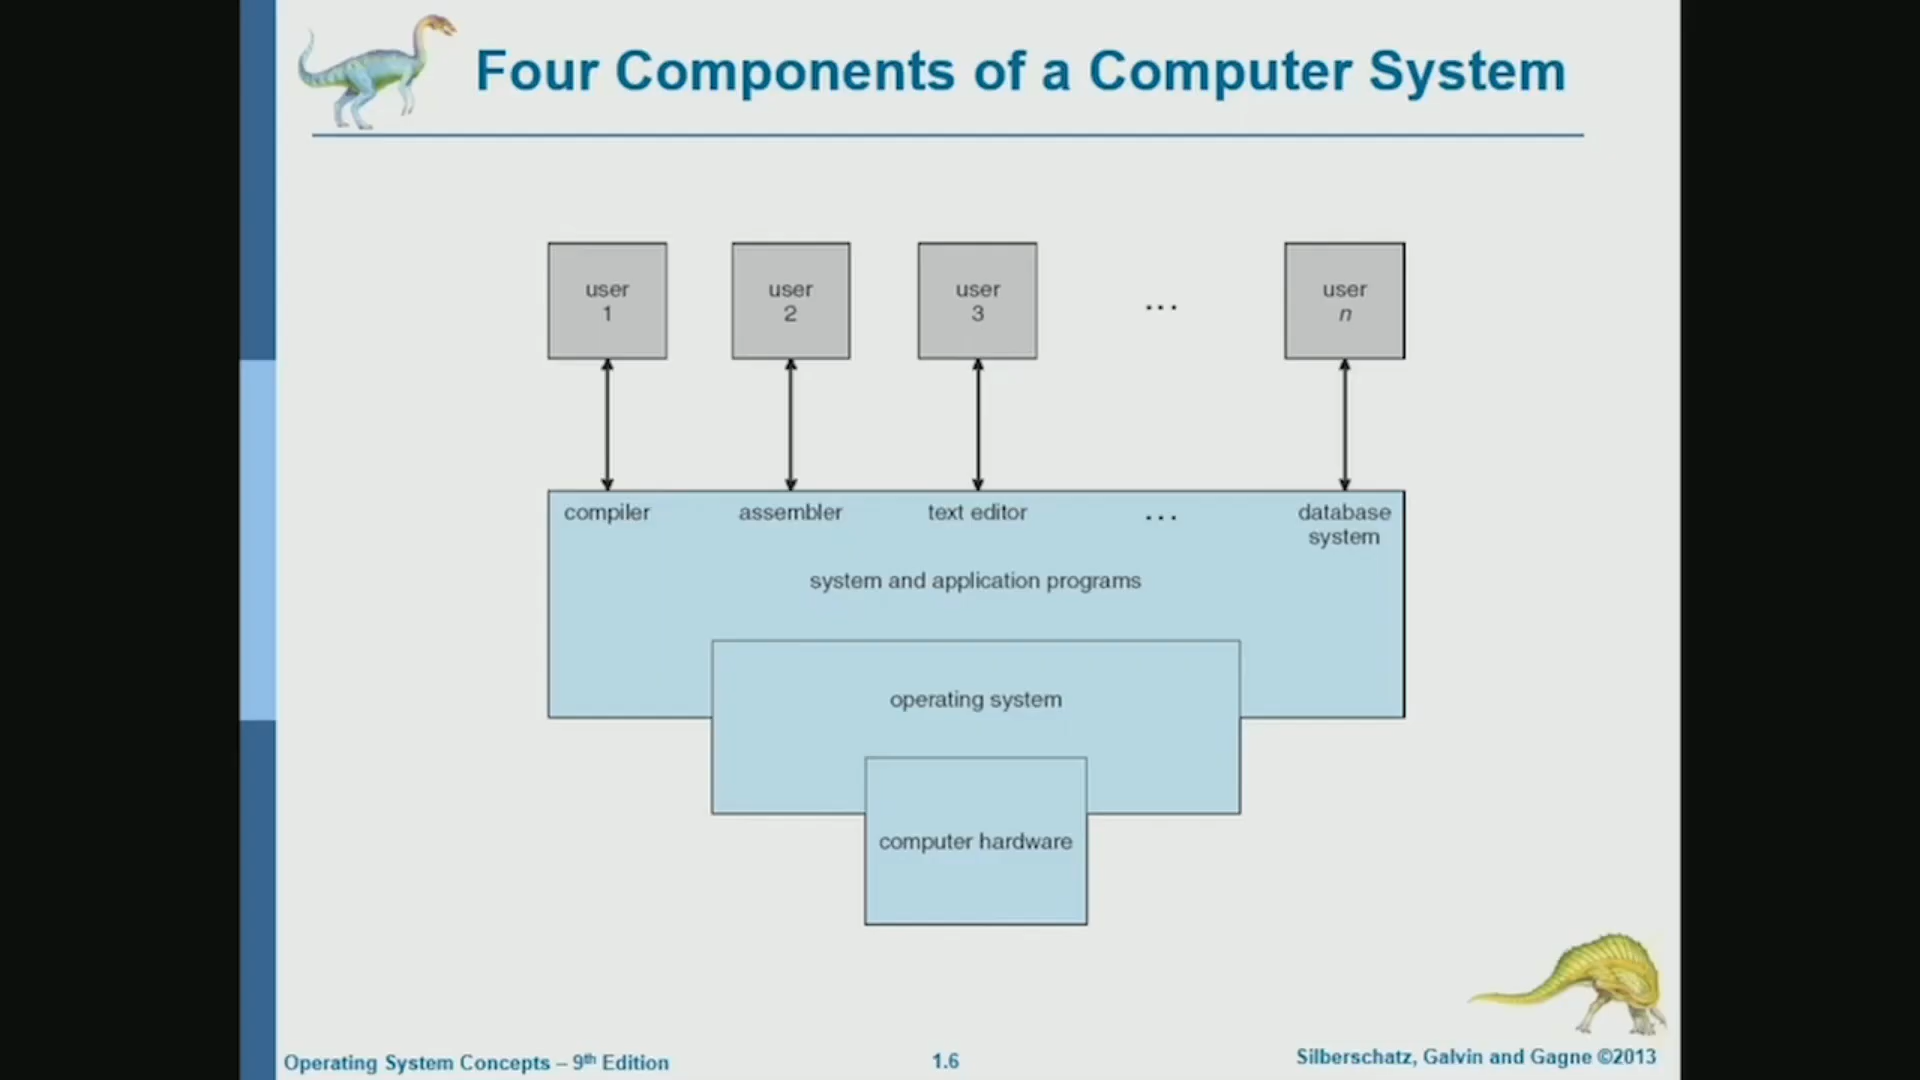 Four Components of a Computer System
user
1
user
2
user
3
...
user
n
compiler
assembler
text editor
...
database
system
system and application programs
operating system
computer hardware
Operating System Concepts – 9th Edition
1.6
Silberschatz, Galvin and Gagne ©2013